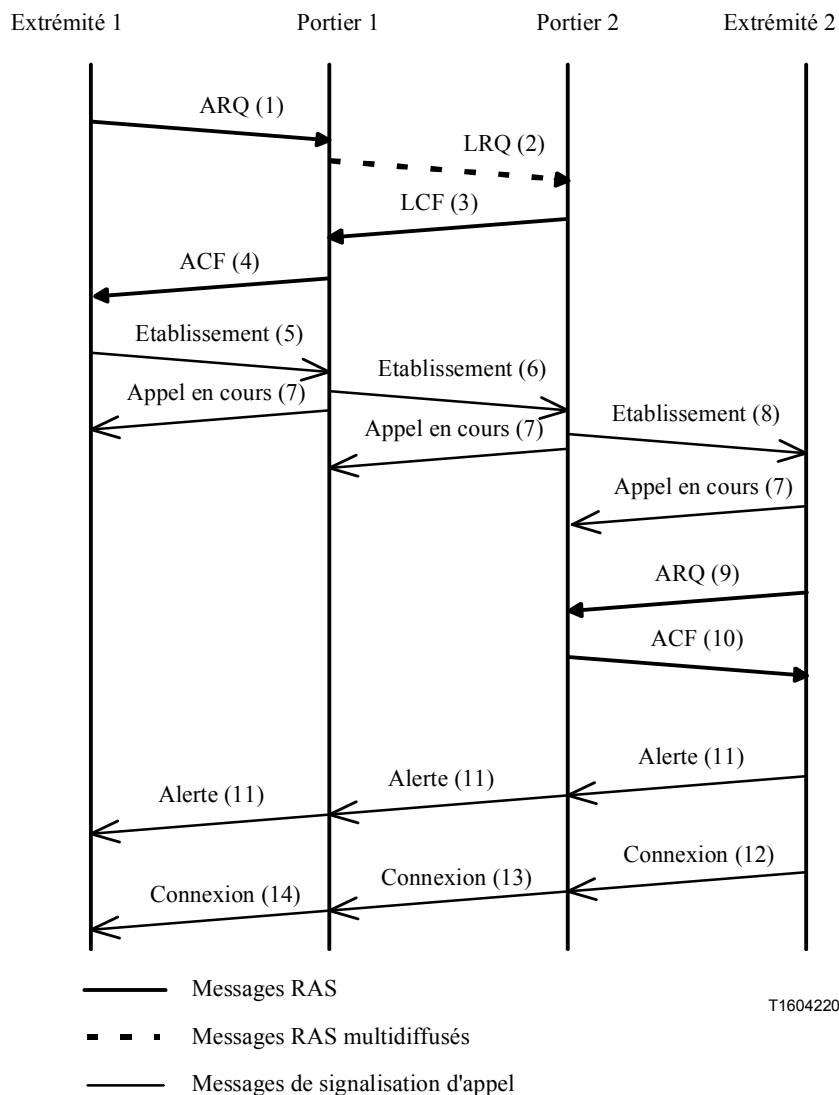 Extrémité 1 Portier 1 Portier 2 Extrémité 2
ARQ (1)
LRQ (2)
LCF (3)
ACF (4)
Etablissement (5)
Etablissement (6)
Appel en cours (7)
Etablissement (8)
Appel en cours (7)
Appel en cours (7)
ARQ (9)
ACF (10)
Alerte (11)
Alerte (11)
Alerte (11)
Connexion (12)
Connexion (13)
Connexion (14)
Messages RAS
T1604220
Messages RAS multidiffusés
Messages de signalisation d'appel